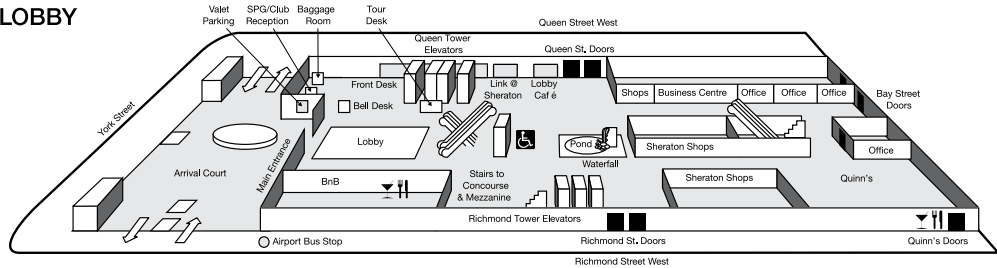 LOBBY
Valet
Parking
SPG/Club
Reception
Baggage
Room
Tour
Desk
Queen Street West
Queen Tower
Elevators
Queen St. Doors
Front Desk
Link @
Sheraton
Lobby
Caf é
Bell Desk
Shops
Business Centre
Office
Office
Office
Bay Street
Doors
York Street
Lobby
Pond
Waterfall
Sheraton Shops
Office
Main Entrance
Arrival Court
BnB
Stairs to
Concourse
& Mezzanine
Sheraton Shops
Quinn's
Richmond Tower Elevators
Airport Bus Stop
Richmond St. Doors
Quinn's Doors
Richmond Street West